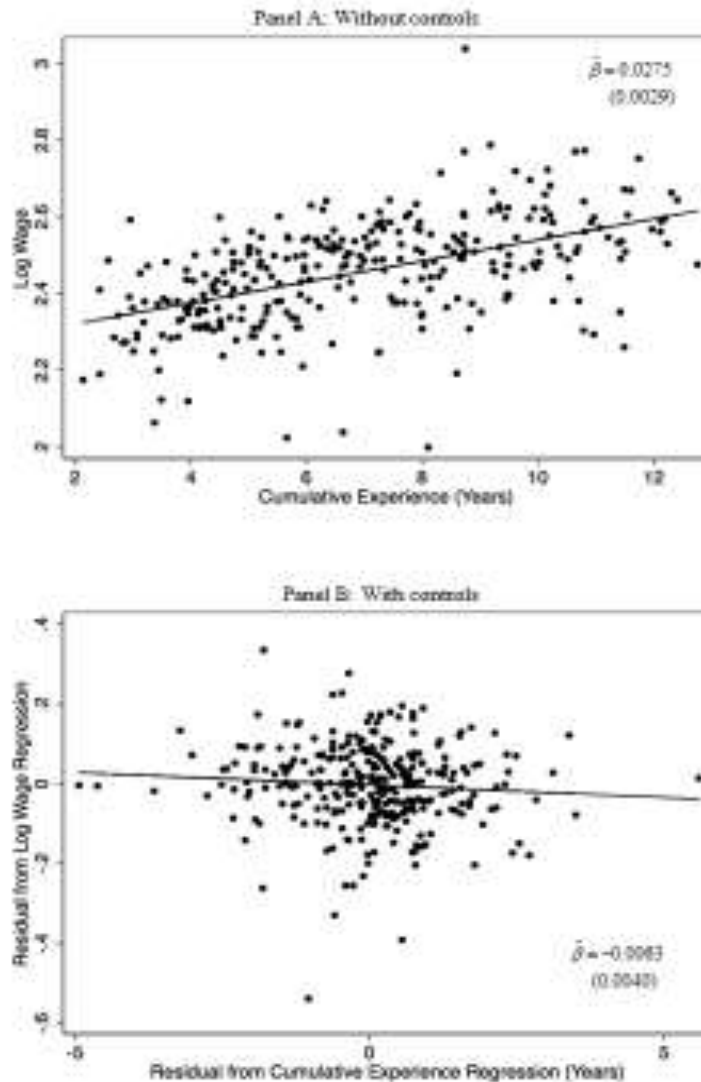 Panel A: Without controls
β̂=0.0275
(0.0029)
3
2.8
2.6
2.4
2.2
2
Log Wage
2
4
6
8
10
12
Cumulative Experience (Years)
Panel B: With controls
.4
.2
0
-.2
-.4
-.6
Residual from Log Wage Regression
β̂=-0.0063
(0.0040)
-5
0
5
Residual from Cumulative Experience Regression (Years)